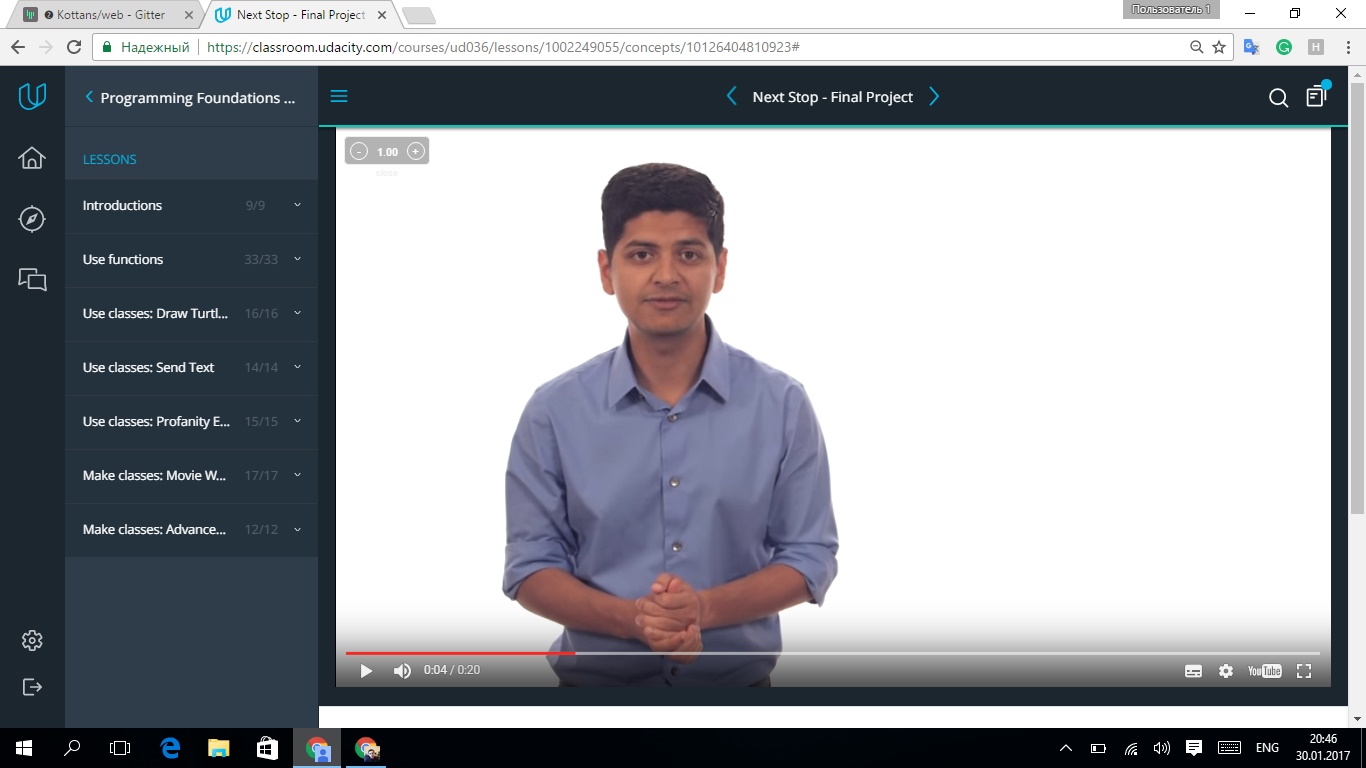 Kottans/web - Gitter
Next Stop - Final Project
Пользователь 1
Надежный
https://classroom.udacity.com/courses/ud036/lessons/1002249055/concepts/10126404810923#
Programming Foundations ...
Next Stop - Final Project
LESSONS
Introductions 9/9
Use functions 33/33
Use classes: Draw Turtl... 16/16
Use classes: Send Text 14/14
Use classes: Profanity E... 15/15
Make classes: Movie W... 17/17
Make classes: Advance... 12/12
- 1.00 +
close
0:04 / 0:20
YouTube
ENG
20:46
30.01.2017